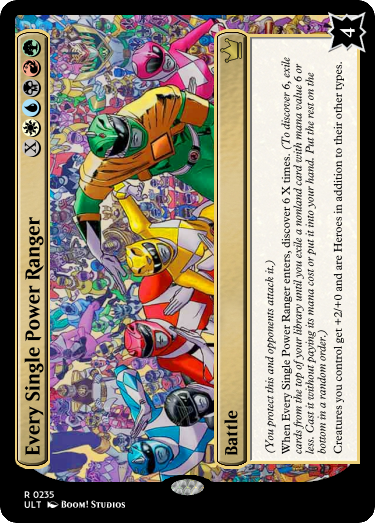 Every Single Power Ranger
X
Battle
(You protect this and opponents attack it.)
When Every Single Power Ranger enters, discover 6 X times. (To discover 6, exile
cards from the top of your library until you exile a nonland card with mana value 6 or
less. Cast it without paying its mana cost or put it into your hand. Put the rest on the
bottom in a random order.)
Creatures you control get +2/+0 and are Heroes in addition to their other types.
4
R 0235
ULT BOOM! STUDIOS